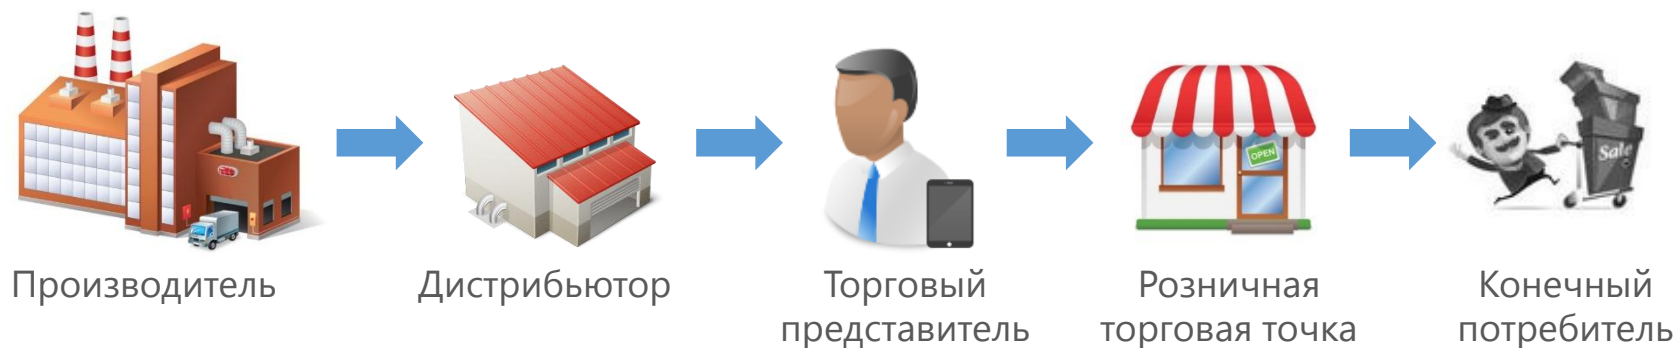 Производитель
Дистрибьютор
Торговый
представитель
Розничная
торговая точка
Конечный
потребитель
OPEN
Sale